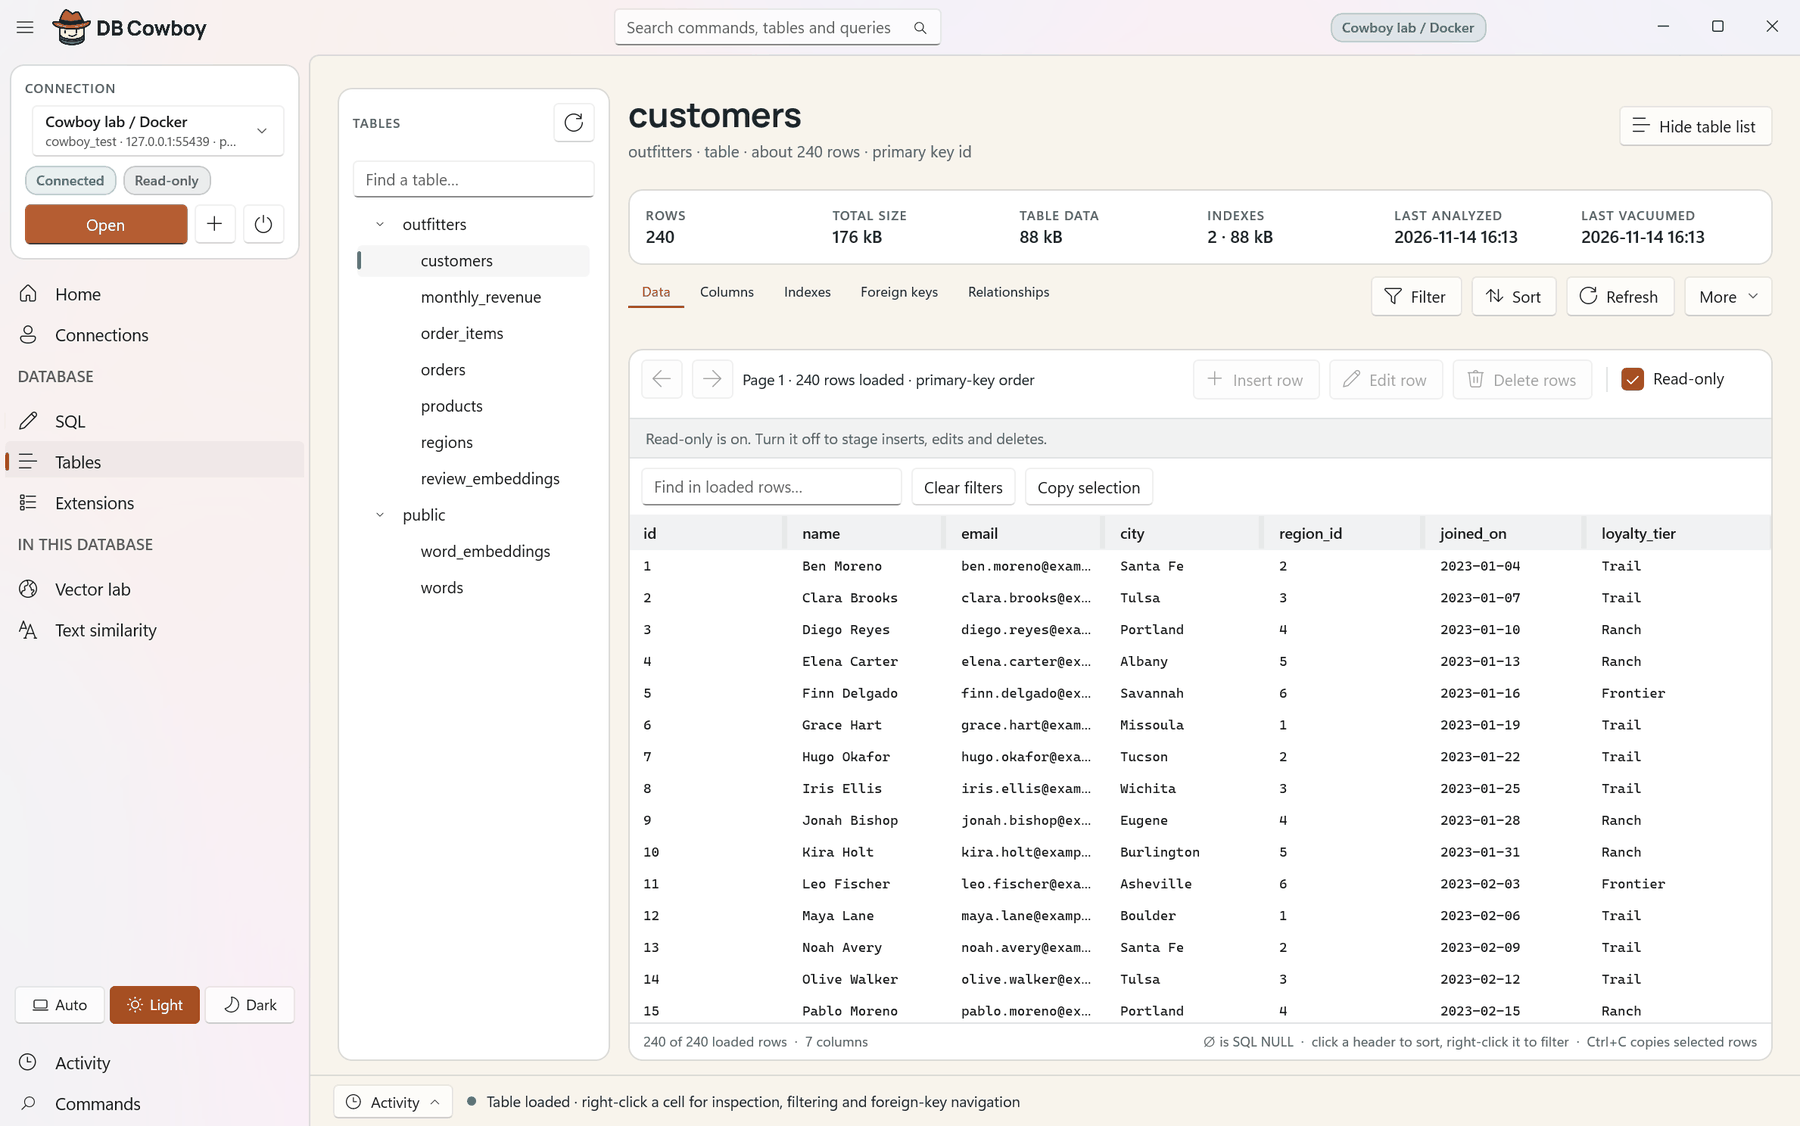 DB Cowboy
Search commands, tables and queries
Cowboy lab / Docker
CONNECTION
Cowboy lab / Docker
cowboy_test · 127.0.0.1:55439 · p...
Connected
Read-only
Open
Home
Connections
DATABASE
SQL
Tables
Extensions
IN THIS DATABASE
Vector lab
Text similarity
Auto
Light
Dark
Activity
Commands
TABLES
Find a table...
outfitters
customers
monthly_revenue
order_items
orders
products
regions
review_embeddings
public
word_embeddings
words
customers
outfitters · table · about 240 rows · primary key id
Hide table list
ROWS TOTAL SIZE TABLE DATA INDEXES LAST ANALYZED LAST VACUUMED
240 176 kB 88 kB 2 · 88 kB 2026-11-14 16:13 2026-11-14 16:13
Data Columns Indexes Foreign keys Relationships
Filter Sort Refresh More
Page 1 · 240 rows loaded · primary-key order
Insert row Edit row Delete rows Read-only
Read-only is on. Turn it off to stage inserts, edits and deletes.
Find in loaded rows... Clear filters Copy selection
id name email city region_id joined_on loyalty_tier
1 Ben Moreno ben.moreno@exam... Santa Fe 2 2023-01-04 Trail
2 Clara Brooks clara.brooks@ex... Tulsa 3 2023-01-07 Trail
3 Diego Reyes diego.reyes@exa... Portland 4 2023-01-10 Ranch
4 Elena Carter elena.carter@ex... Albany 5 2023-01-13 Ranch
5 Finn Delgado finn.delgado@ex... Savannah 6 2023-01-16 Frontier
6 Grace Hart grace.hart@exam... Missoula 1 2023-01-19 Trail
7 Hugo Okafor hugo.okafor@exam... Tucson 2 2023-01-22 Trail
8 Iris Ellis iris.ellis@exam... Wichita 3 2023-01-25 Trail
9 Jonah Bishop jonah.bishop@ex... Eugene 4 2023-01-28 Ranch
10 Kira Holt kira.holt@examp... Burlington 5 2023-01-31 Ranch
11 Leo Fischer leo.fischer@exa... Asheville 6 2023-02-03 Frontier
12 Maya Lane maya.lane@examp... Boulder 1 2023-02-06 Trail
13 Noah Avery noah.avery@exam... Santa Fe 2 2023-02-09 Trail
14 Olive Walker olive.walker@ex... Tulsa 3 2023-02-12 Trail
15 Pablo Moreno pablo.moreno@ex... Portland 4 2023-02-15 Ranch
240 of 240 loaded rows · 7 columns
Ø is SQL NULL · click a header to sort, right-click it to filter · Ctrl+C copies selected rows
Activity
Table loaded · right-click a cell for inspection, filtering and foreign-key navigation